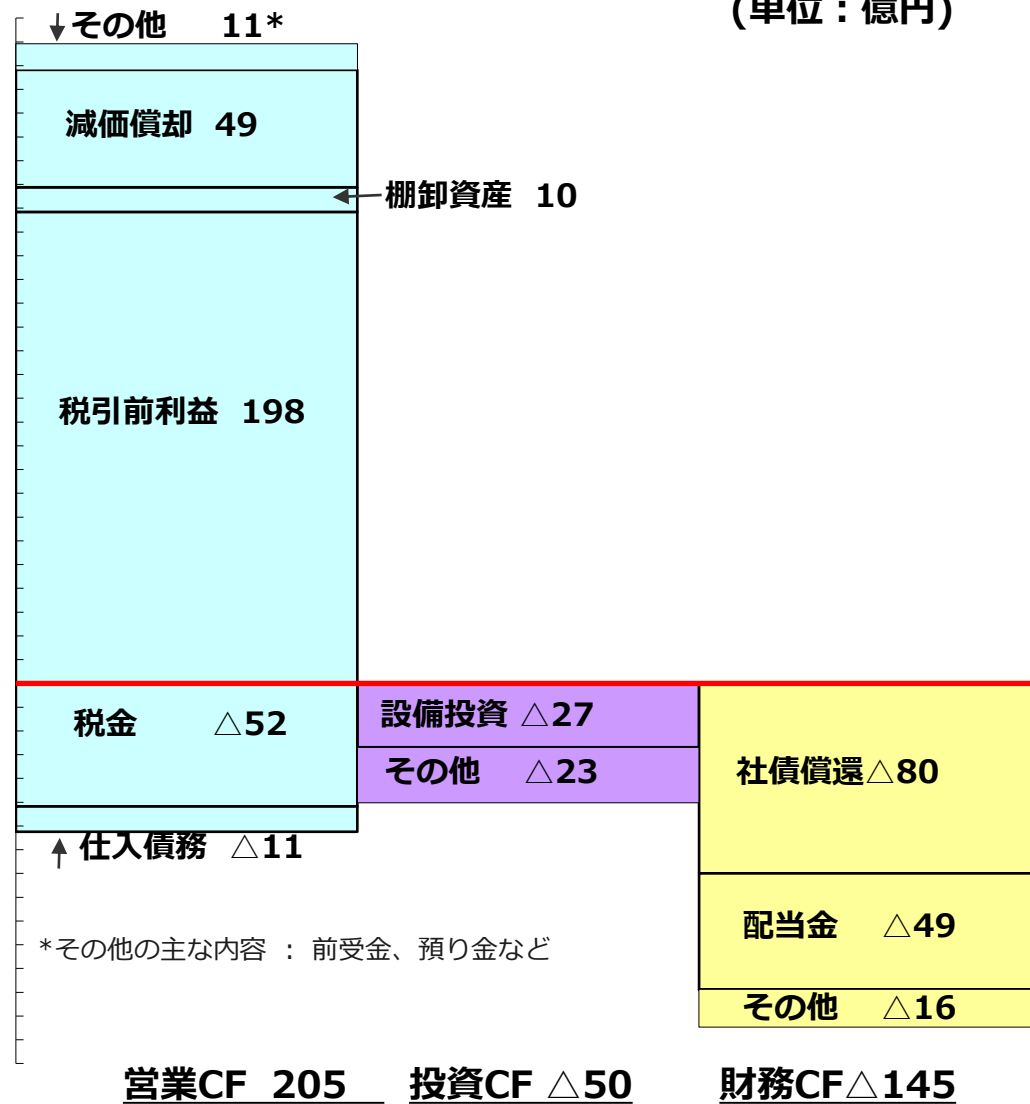 (単位：億円)
その他 11*
減価償却 49
棚卸資産 10
税引前利益 198
税金 △52
設備投資 △27
その他 △23
社債償還△80
仕入債務 △11
配当金 △49
*その他の主な内容 ： 前受金、預り金など
その他 △16
営業CF 205 投資CF △50 財務CF△145